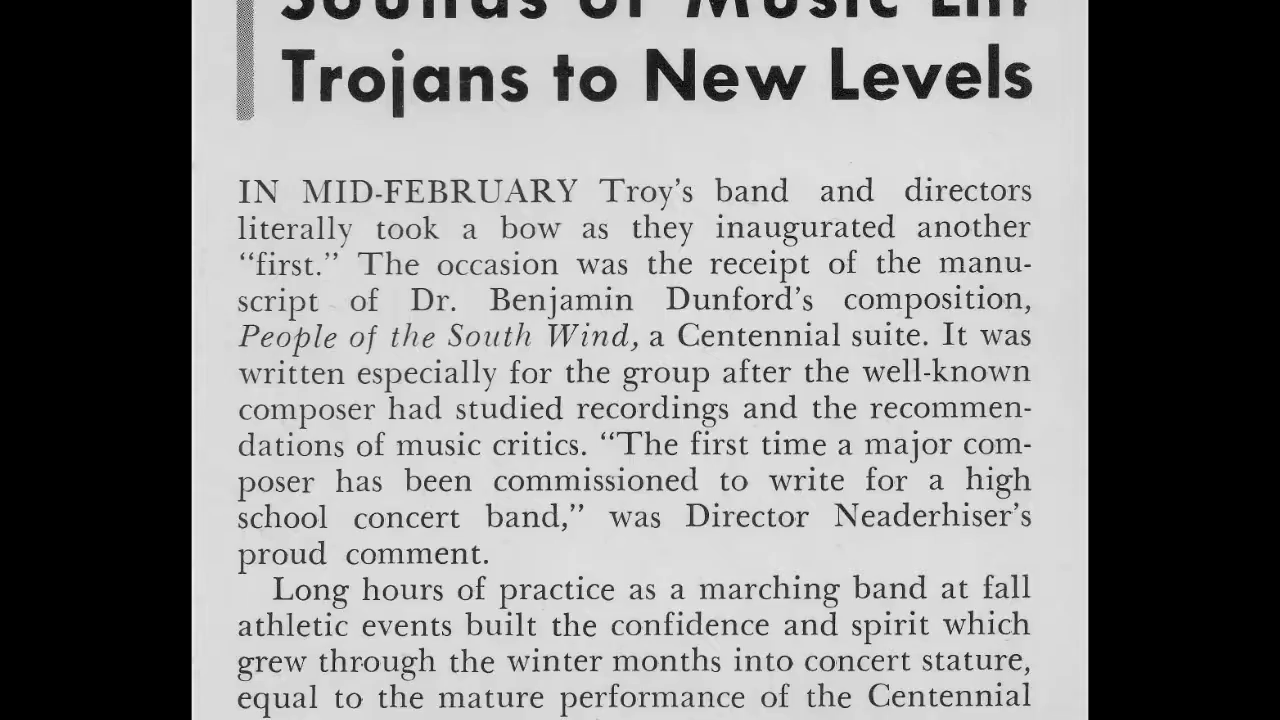 Sounds of Music Lift
Trojans to New Levels
IN MID-FEBRUARY Troy's band and directors
literally took a bow as they inaugurated another
“first.” The occasion was the receipt of the manu-
script of Dr. Benjamin Dunford's composition,
People of the South Wind, a Centennial suite. It was
written especially for the group after the well-known
composer had studied recordings and the recommen-
dations of music critics. “The first time a major com-
poser has been commissioned to write for a high
school concert band,” was Director Neaderhiser's
proud comment.
Long hours of practice as a marching band at fall
athletic events built the confidence and spirit which
grew through the winter months into concert stature,
equal to the mature performance of the Centennial